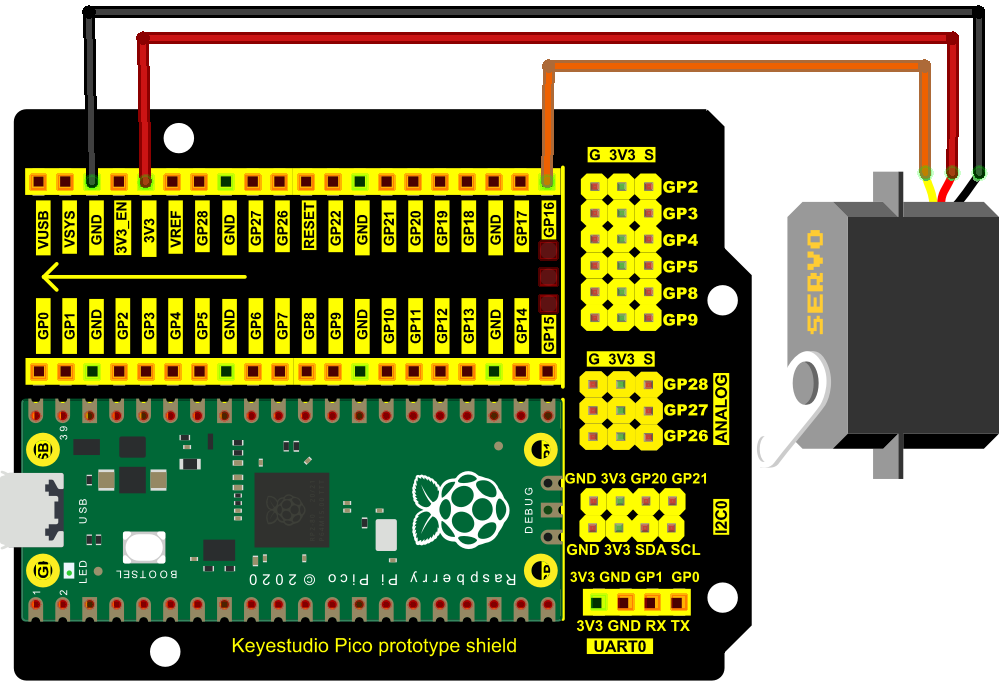 G 3V3 S
GP2
GP3
GP4
GP5
GP8
GP9
VUSB
VSYS
GND
3V3_EN
3V3
VREF
GP28
GND
GP27
GP26
RESET
GP22
GND
GP21
GP20
GP19
GP18
GND
GP17
GP16
SERVO
GP0
GP1
GND
GP2
GP3
GP4
GP5
GND
GP6
GP7
GP8
GP9
GND
GP10
GP11
GP12
GP13
GND
GP14
GP15
G 3V3 S
GP28
GP27
GP26
ANALOG
39
USB
DEBUG
GND 3V3 GP20 GP21
I2C0
GND 3V3 SDA SCL
LED
BOOTSEL
Raspberry Pi Pico © 2020
1
2
3V3 GND GP1 GP0
3V3 GND RX TX
UART0
Keyestudio Pico prototype shield